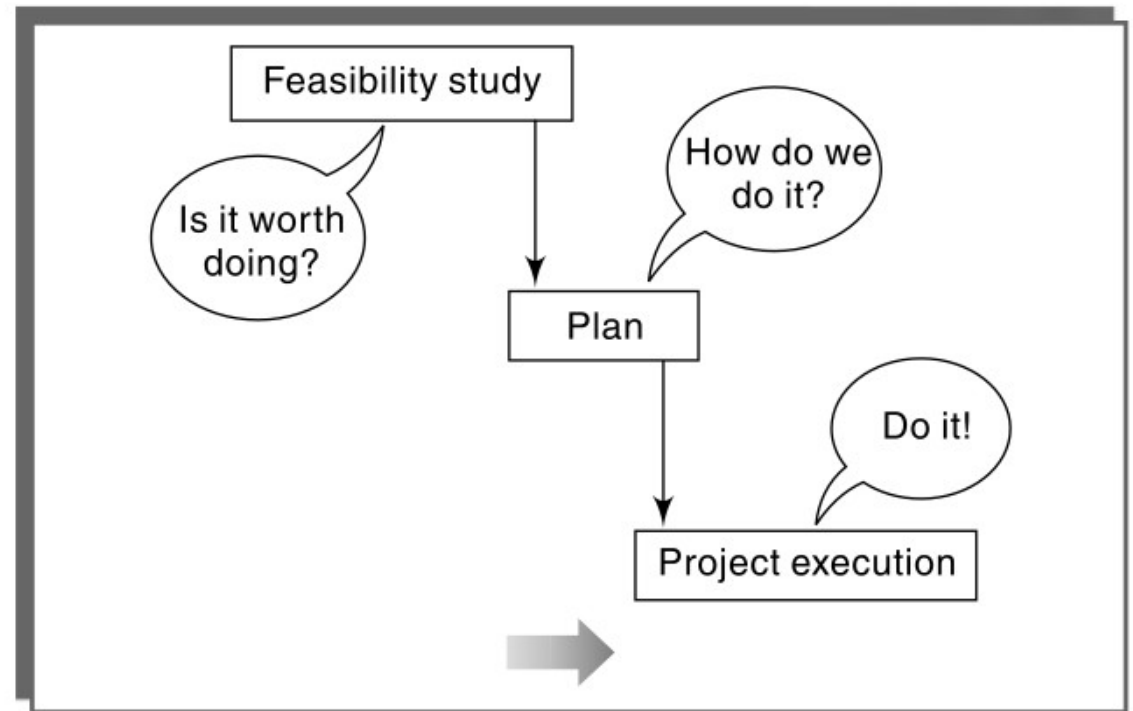 Feasibility study
Is it worth
doing?
How do we
do it?
Plan
Do it!
Project execution